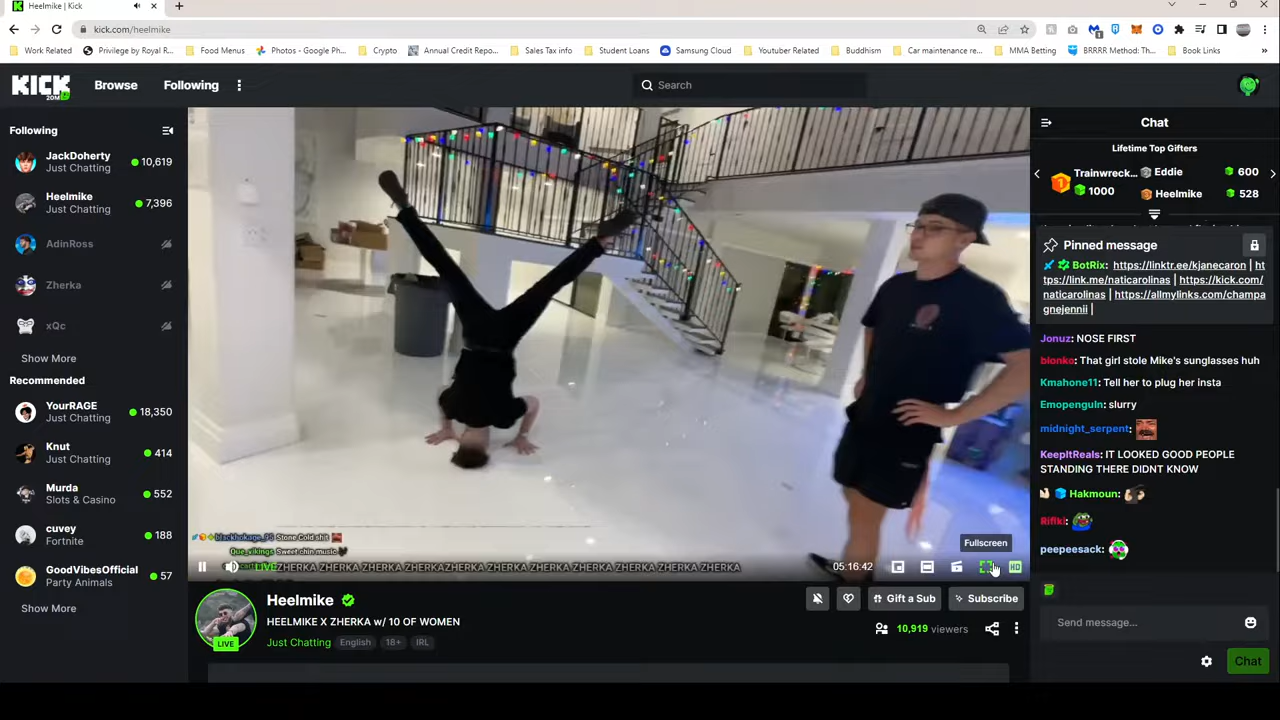 Heelmike | Kick
kick.com/heelmike
Work Related
Privilege by Royal R...
Food Menus
Photos - Google Ph...
Crypto
Annual Credit Repo...
Sales Tax info
Student Loans
Samsung Cloud
Youtuber Related
Buddhism
Car maintenance re...
MMA Betting
BRRRR Method: Th...
Book Links
KICK
20M
Browse
Following
Search
Following
JackDoherty
10,619
Just Chatting
Heelmike
7,396
Just Chatting
AdinRoss
Zherka
xQc
Show More
Recommended
YourRAGE
18,350
Just Chatting
Knut
414
Just Chatting
Murda
552
Slots & Casino
cuvey
188
Fortnite
GoodVibesOfficial
57
Party Animals
Show More
Stone Cold shit
Que_vikings: Sweet chin music
LIVE
ZHERKA ZHERKA ZHERKA ZHERKA ZHERKA ZHERKA ZHERKA ZHERKA ZHERKA ZHERKA
05:16:42
Fullscreen
HD
Heelmike
HEELMIKE X ZHERKA w/ 10 OF WOMEN
Just Chatting
English
18+
IRL
LIVE
Gift a Sub
Subscribe
10,919 viewers
Chat
Lifetime Top Gifters
1
Trainwreck...
1000
Eddie
600
Heelmike
528
Pinned message
BotRix: https://linktr.ee/kjanecaron | ht
tps://link.me/naticarolinas | https://kick.com/
naticarolinas | https://allmylinks.com/champa
gnejennii |
Jonuz: NOSE FIRST
blonko: That girl stole Mike's sunglasses huh
Kmahone11: Tell her to plug her insta
Emopenguln: slurry
midnight_serpent:
KeepItReals: IT LOOKED GOOD PEOPLE
STANDING THERE DIDNT KNOW
Hakmoun:
Rifiki:
peepeesack:
Send message...
Chat